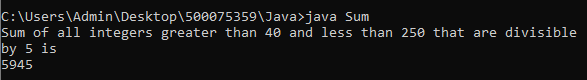 C:\Users\Admin\Desktop\500075359\Java>java Sum
Sum of all integers greater than 40 and less than 250 that are divisible
by 5 is
5945